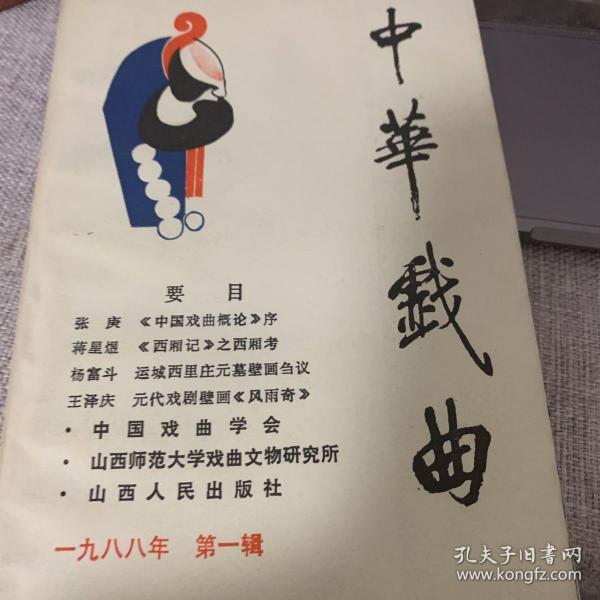 中華戲曲
要目
张庚 《中国戏曲概论》序
蒋星煜 《西厢记》之西厢考
杨富斗 运城西里庄元墓壁画刍议
王泽庆 元代戏剧壁画《风雨奇》
·中国戏曲学会
·山西师范大学戏曲文物研究所
·山西人民出版社
一九八八年 第一辑
孔夫子旧书网
www.kongfz.com